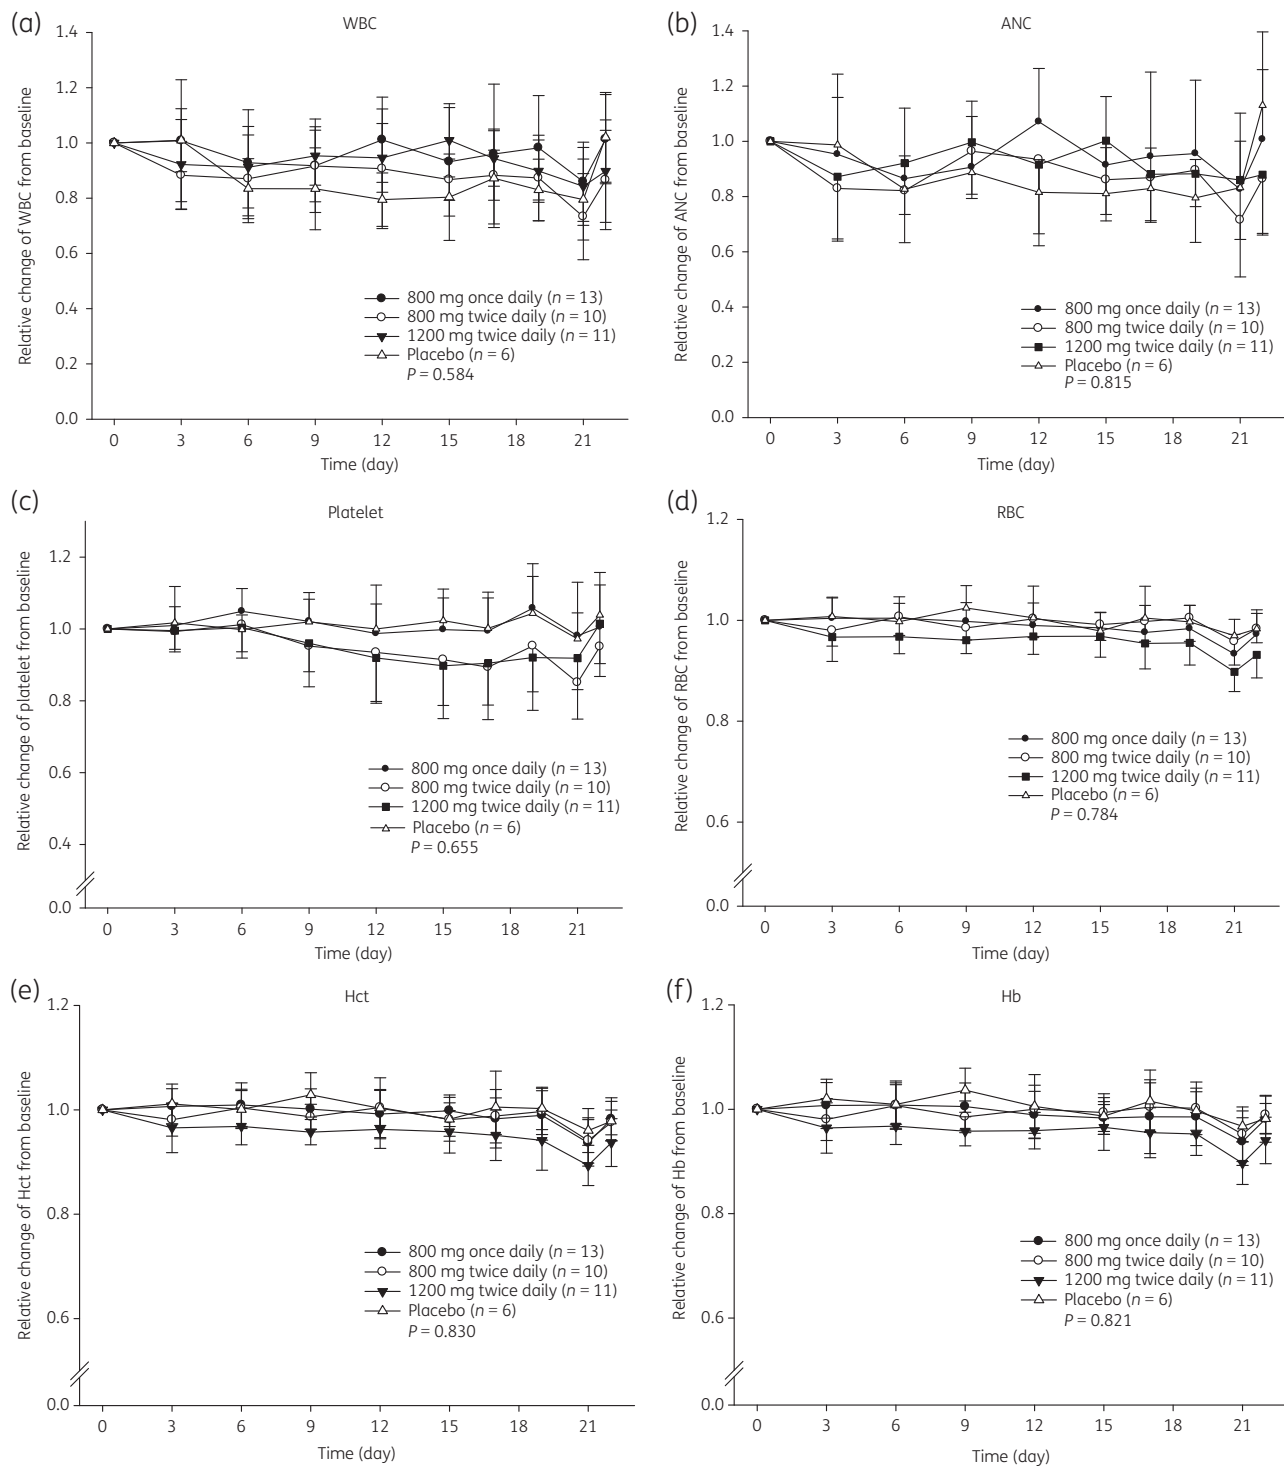 (a)
WBC
1.4
1.2
1.0
0.8
0.6
0.4
0.2
0.0
Relative change of WBC from baseline
800 mg once daily (n = 13)
800 mg twice daily (n = 10)
1200 mg twice daily (n = 11)
Placebo (n = 6)
P = 0.584
0 3 6 9 12 15 18 21
Time (day)
(b)
ANC
1.4
1.2
1.0
0.8
0.6
0.4
0.2
0.0
Relative change of ANC from baseline
800 mg once daily (n = 13)
800 mg twice daily (n = 10)
1200 mg twice daily (n = 11)
Placebo (n = 6)
P = 0.815
0 3 6 9 12 15 18 21
Time (day)
(c)
Platelet
1.2
1.0
0.8
0.6
0.4
0.0
Relative change of platelet from baseline
800 mg once daily (n = 13)
800 mg twice daily (n = 10)
1200 mg twice daily (n = 11)
Placebo (n = 6)
P = 0.655
0 3 6 9 12 15 18 21
Time (day)
(d)
RBC
1.2
1.0
0.8
0.6
0.0
Relative change of RBC from baseline
800 mg once daily (n = 13)
800 mg twice daily (n = 10)
1200 mg twice daily (n = 11)
Placebo (n = 6)
P = 0.784
0 3 6 9 12 15 18 21
Time (day)
(e)
Hct
1.2
1.0
0.8
0.6
0.0
Relative change of Hct from baseline
800 mg once daily (n = 13)
800 mg twice daily (n = 10)
1200 mg twice daily (n = 11)
Placebo (n = 6)
P = 0.830
0 3 6 9 12 15 18 21
Time (day)
(f)
Hb
1.2
1.0
0.8
0.6
0.0
Relative change of Hb from baseline
800 mg once daily (n = 13)
800 mg twice daily (n = 10)
1200 mg twice daily (n = 11)
Placebo (n = 6)
P = 0.821
0 3 6 9 12 15 18 21
Time (day)